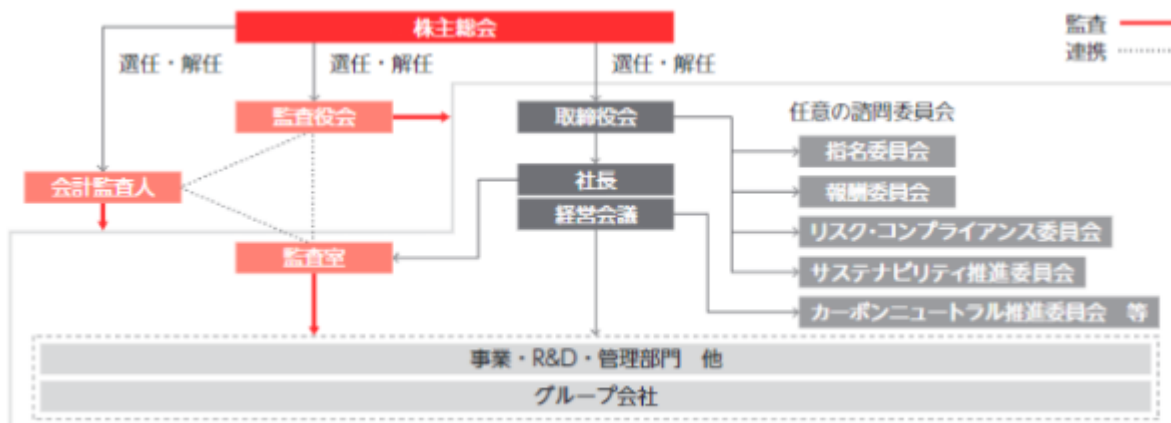 株主総会
監査
連携
選任・解任
選任・解任
選任・解任
監査役会
取締役会
任意の諮問委員会
指名委員会
会計監査人
社長
報酬委員会
経営会議
リスク・コンプライアンス委員会
監査室
サステナビリティ推進委員会
カーボンニュートラル推進委員会　等
事業・R&D・管理部門　他
グループ会社